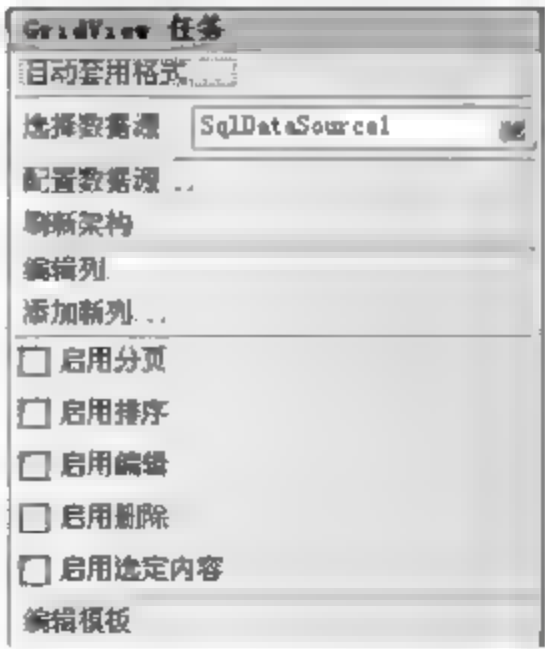 GridView 任务
自动套用格式...
选择数据源 SqlDataSource1
配置数据源...
刷新架构
编辑列...
添加新列...
启用分页
启用排序
启用编辑
启用删除
启用选定内容
编辑模板